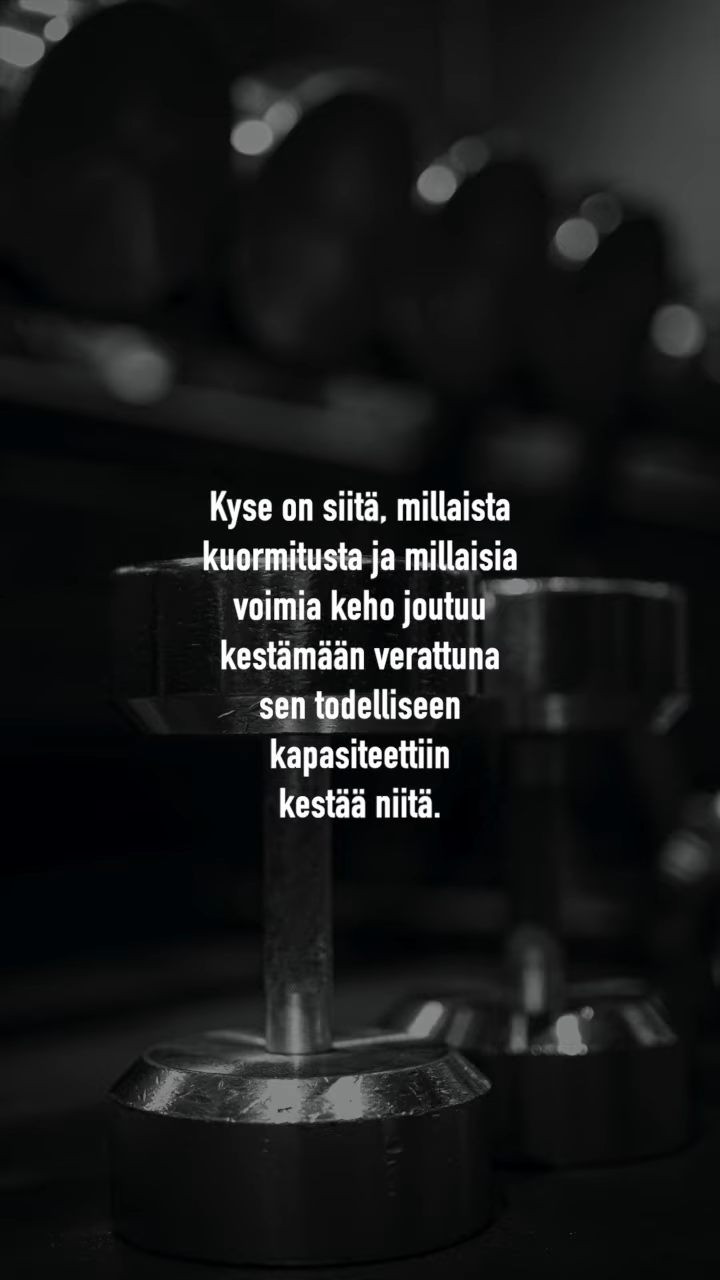 Kyse on siitä, millaista
kuormitusta ja millaisia
voimia keho joutuu
kestämään verattuna
sen todelliseen
kapasiteettiin
kestää niitä.